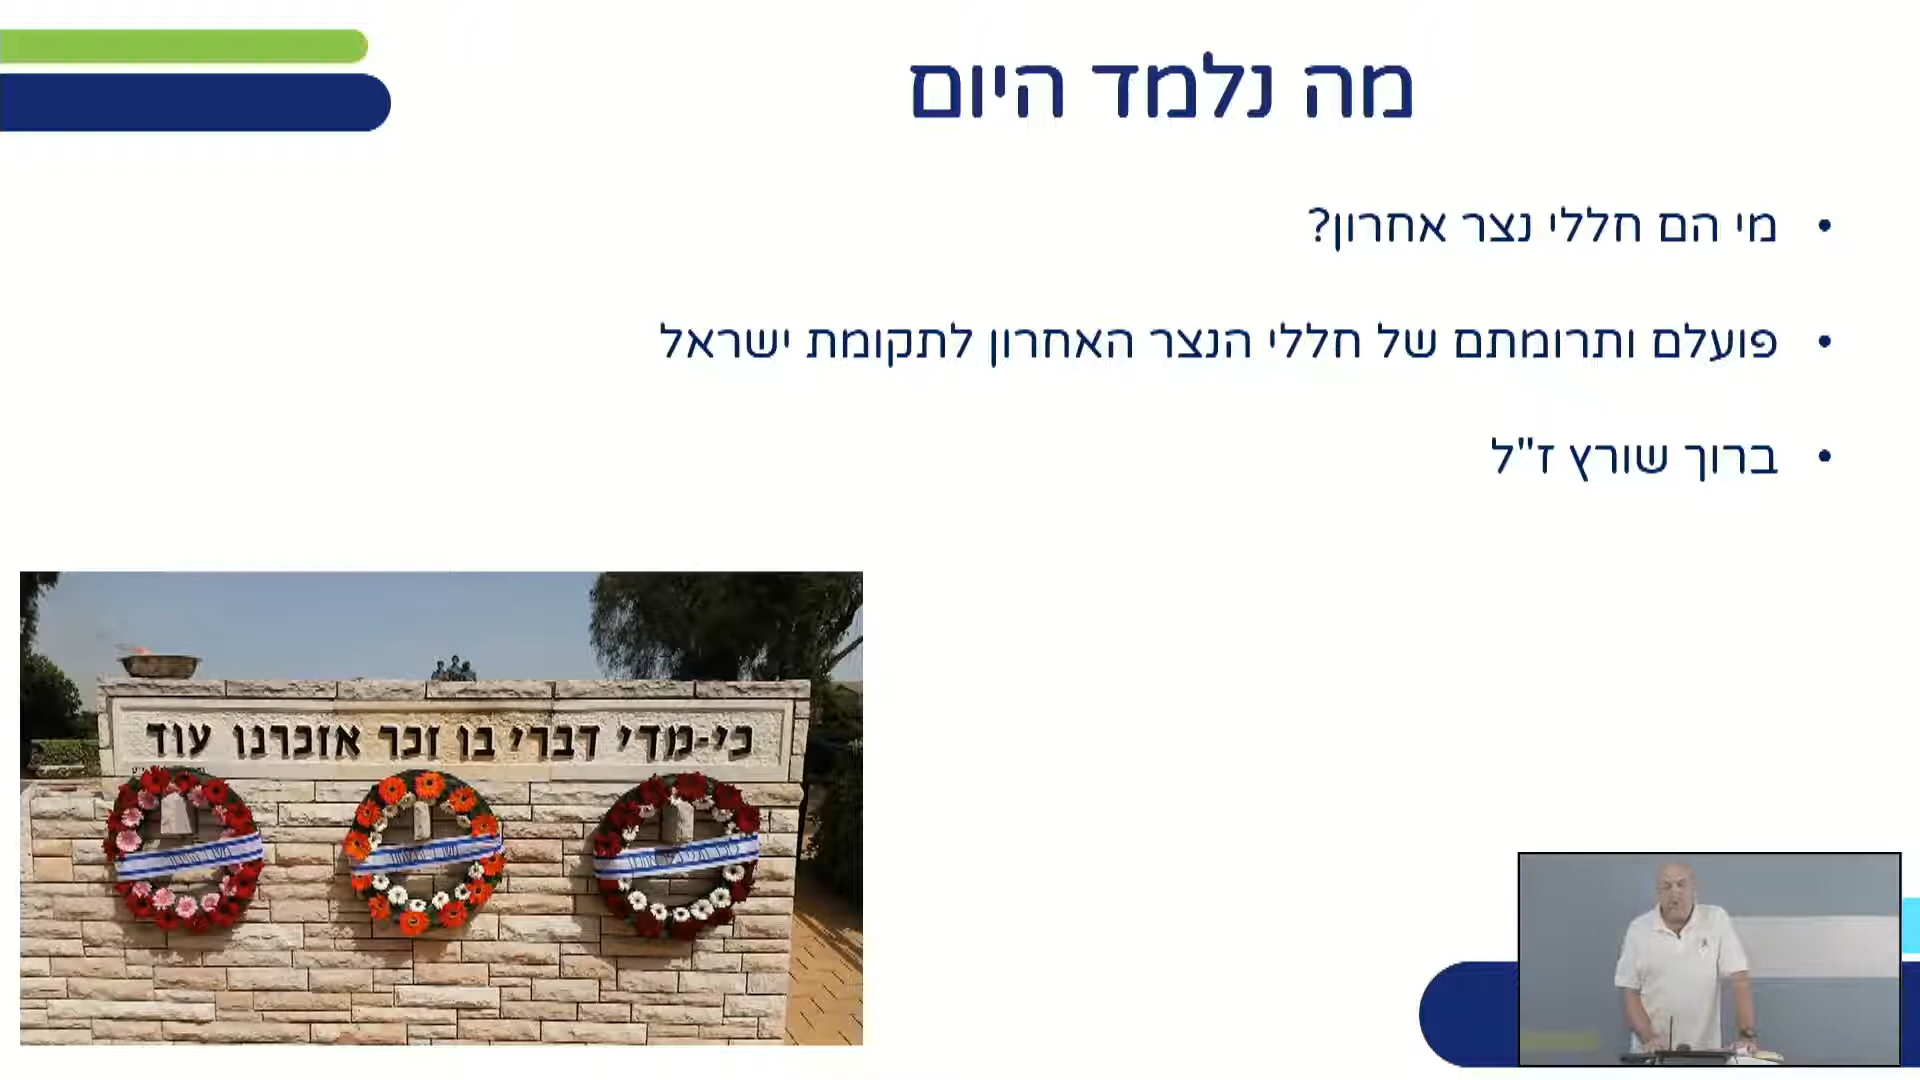 מה נלמד היום
• מי הם חללי נצר אחרון?
• פועלם ותרומתם של חללי הנצר האחרון לתקומת ישראל
• ברוך שורץ ז"ל
כי-מדי דברי בו זכר אזכרנו עוד